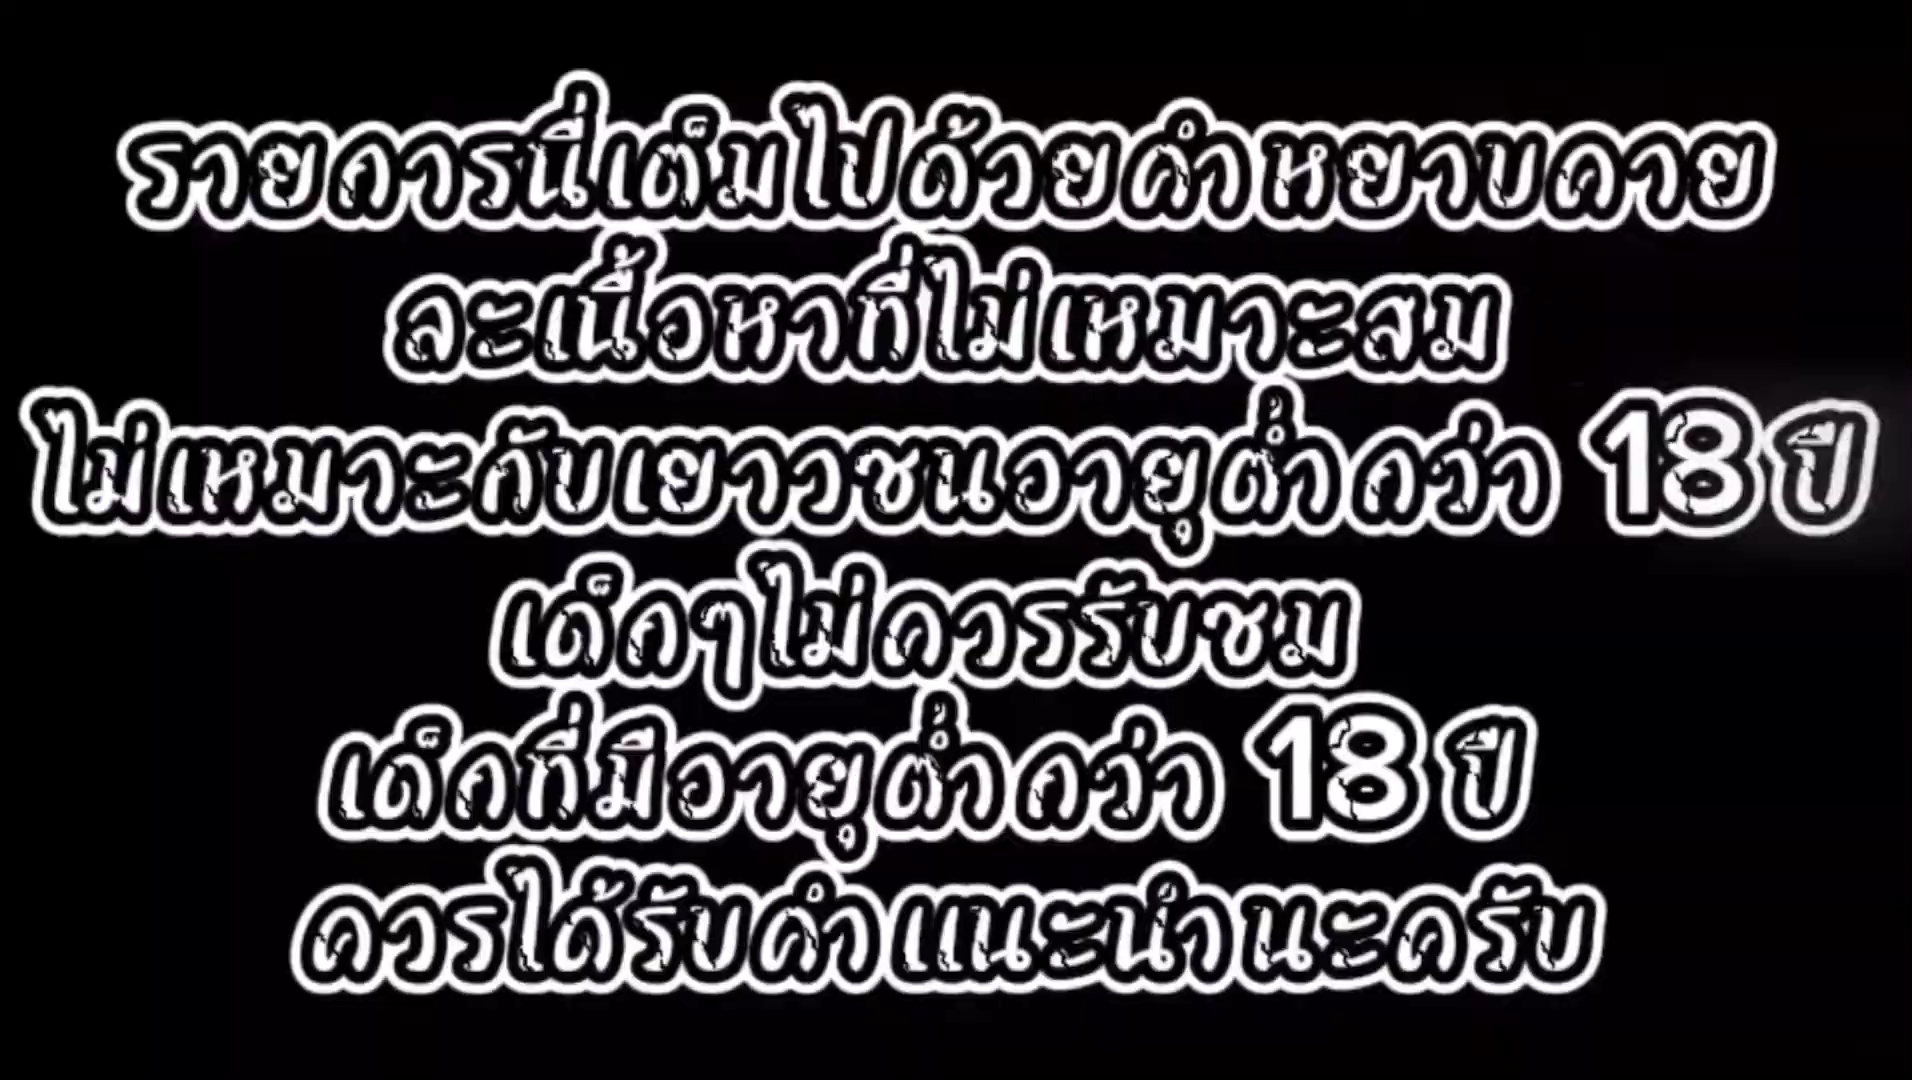 รายการนี่เต็มไปด้วยคำหยาบคาย
ละเนื้อหาที่ไม่เหมาะสม
ไม่เหมาะกับเยาวชนอายุต่ำกว่า 18 ปี
เด็กๆไม่ควรรับชม
เด็กที่มีอายุต่ำกว่า 18 ปี
ควรได้รับคำแนะนำนะครับ